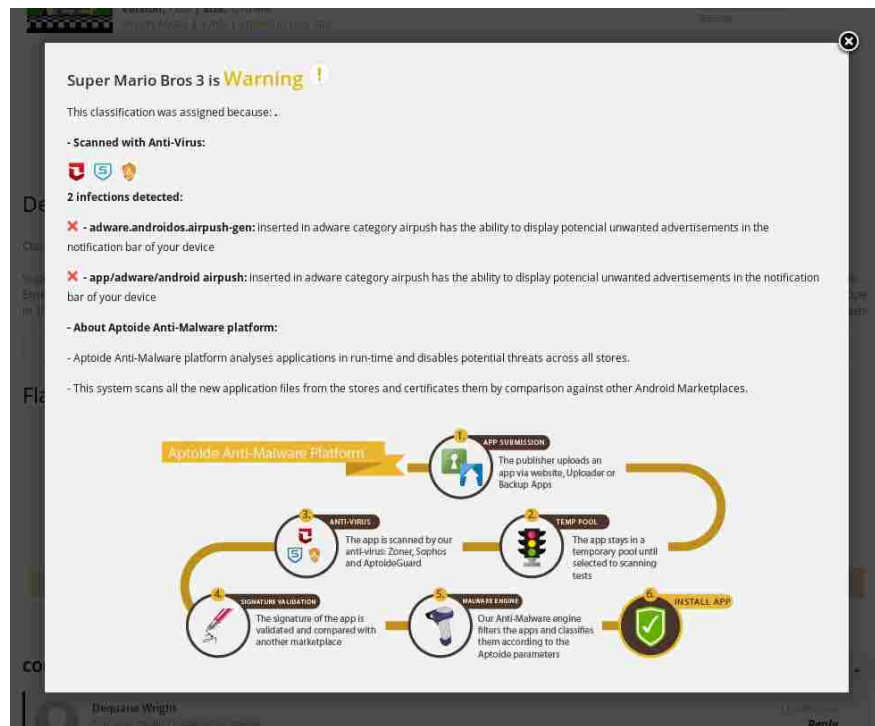 Super Mario Bros 3 is Warning !
This classification was assigned because: .
- Scanned with Anti-Virus:
2 infections detected:
- adware.androidos.airpush-gen: inserted in adware category airpush has the ability to display potencial unwanted advertisements in the
notification bar of your device
- app/adware/android airpush: inserted in adware category airpush has the ability to display potencial unwanted advertisements in the notification
bar of your device
- About Aptoide Anti-Malware platform:
- Aptoide Anti-Malware platform analyses applications in run-time and disables potential threats across all stores.
- This system scans all the new application files from the stores and certificates them by comparison against other Android Marketplaces.
Aptoide Anti-Malware Platform
1.
APP SUBMISSION
The publisher uploads an
app via website, Uploader or
Backup Apps
2.
TEMP POOL
The app stays in a
temporary pool until
selected to scanning
tests
3.
ANTI-VIRUS
The app is scanned by our
anti-virus: Zoner, Sophos
and AptoideGuard
4.
SIGNATURE VALIDATION
The signature of the app is
validated and compared with
another marketplace
5.
MALWARE ENGINE
Our Anti-Malware engine
filters the apps and classifies
them according to the
Aptoide parameters
6.
INSTALL APP
Dequane Wright
Reply